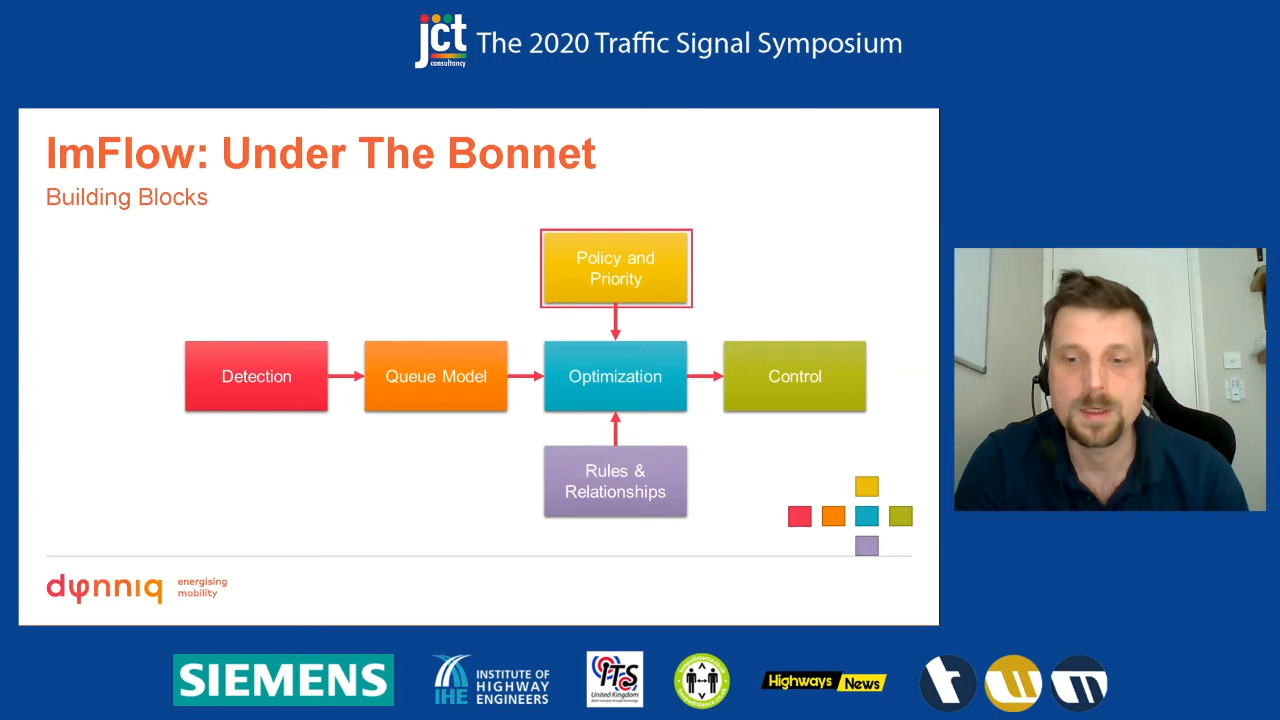 jct
consultancy
The 2020 Traffic Signal Symposium
ImFlow: Under The Bonnet
Building Blocks
Policy and
Priority
Detection
Queue Model
Optimization
Control
Rules &
Relationships
dynniq
energising
mobility
SIEMENS
IHE
INSTITUTE OF
HIGHWAY
ENGINEERS
ITS
United Kingdom
Highways
News